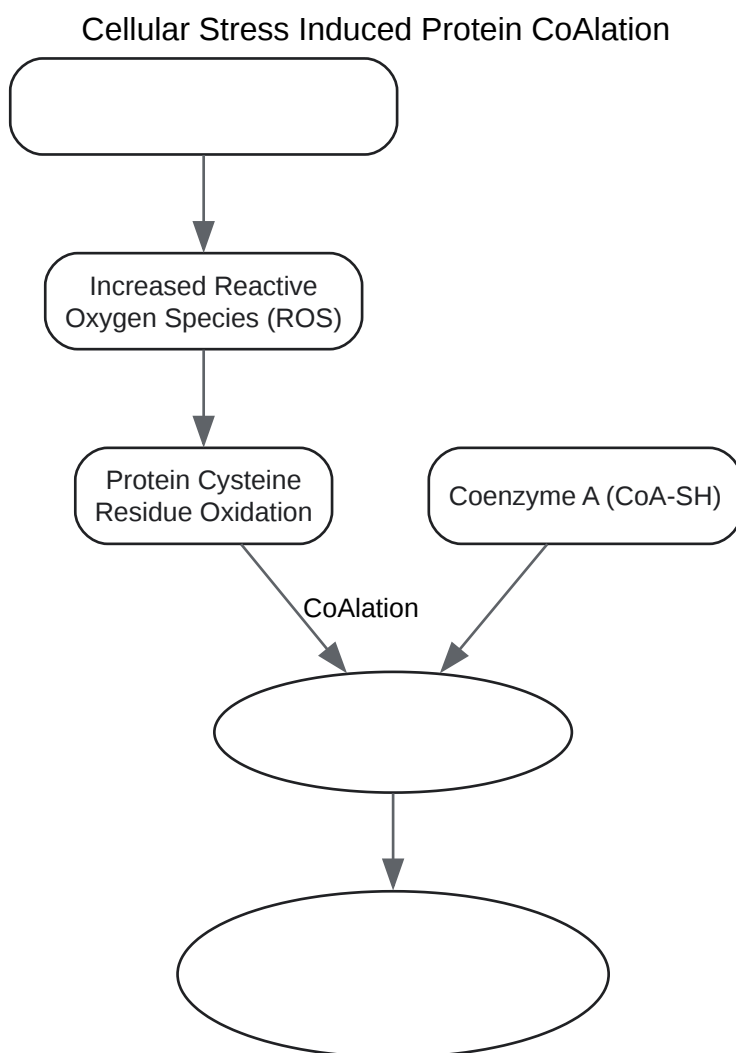 Cellular Stress Induced Protein CoAlation
Increased Reactive
Oxygen Species (ROS)
Protein Cysteine
Residue Oxidation
Coenzyme A (CoA-SH)
CoAlation